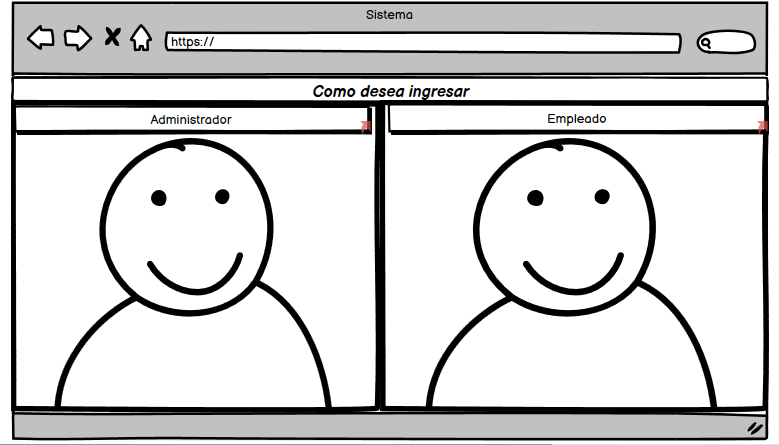 Sistema
https://
Como desea ingresar
Administrador
Empleado